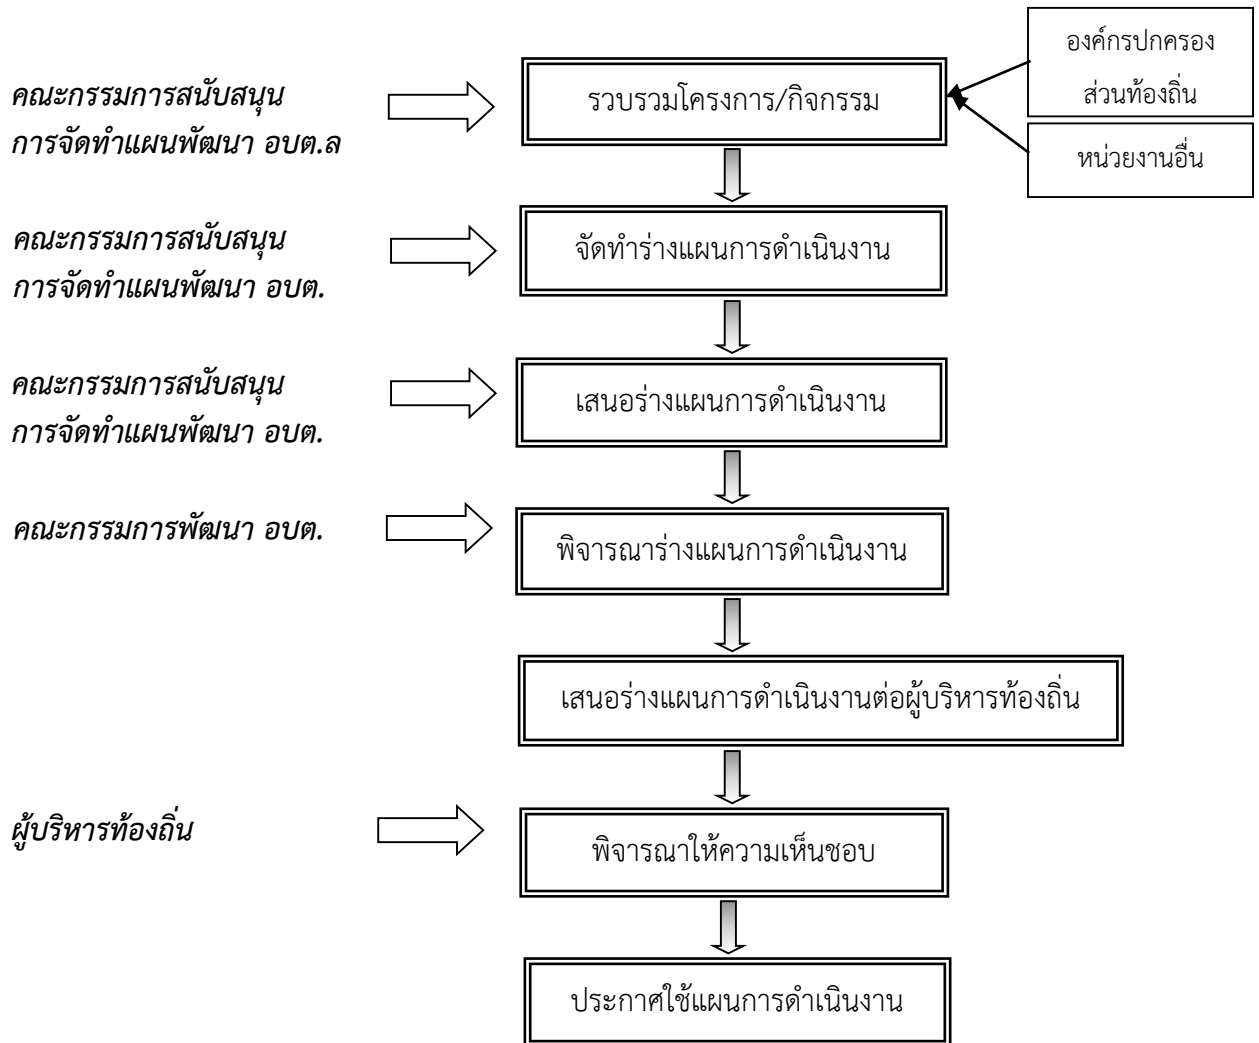 องค์กรปกครอง
ส่วนท้องถิ่น
หน่วยงานอื่น
คณะกรรมการสนับสนุน
การจัดทำแผนพัฒนา อบต.ล
รวบรวมโครงการ/กิจกรรม
คณะกรรมการสนับสนุน
การจัดทำแผนพัฒนา อบต.
จัดทำร่างแผนการดำเนินงาน
คณะกรรมการสนับสนุน
การจัดทำแผนพัฒนา อบต.
เสนอร่างแผนการดำเนินงาน
คณะกรรมการพัฒนา อบต.
พิจารณาร่างแผนการดำเนินงาน
เสนอร่างแผนการดำเนินงานต่อผู้บริหารท้องถิ่น
ผู้บริหารท้องถิ่น
พิจารณาให้ความเห็นชอบ
ประกาศใช้แผนการดำเนินงาน